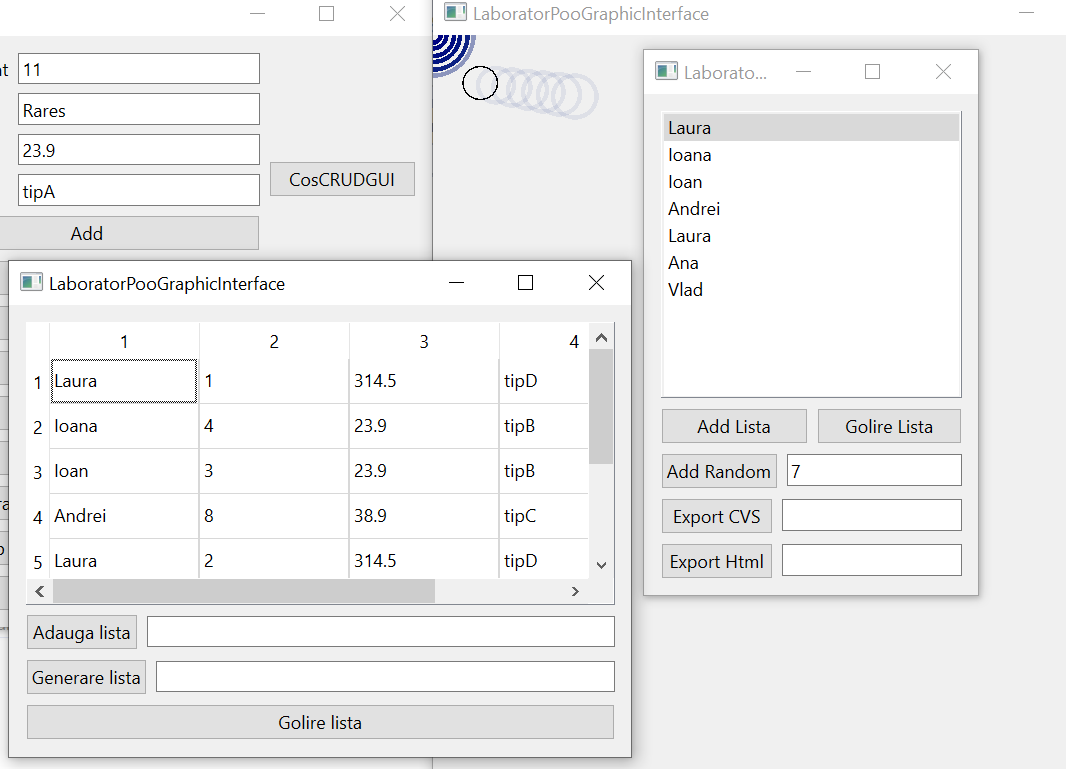 11
Rares
23.9
tipA
CosCRUDGUI
Add
LaboratorPooGraphicInterface
Laborato...
Laura
Ioana
Ioan
Andrei
Laura
Ana
Vlad
Add Lista Golire Lista
Add Random 7
Export CVS
Export Html
LaboratorPooGraphicInterface
1 2 3 4
1 Laura 1 314.5 tipD
2 Ioana 4 23.9 tipB
3 Ioan 3 23.9 tipB
4 Andrei 8 38.9 tipC
5 Laura 2 314.5 tipD
Adauga lista
Generare lista
Golire lista